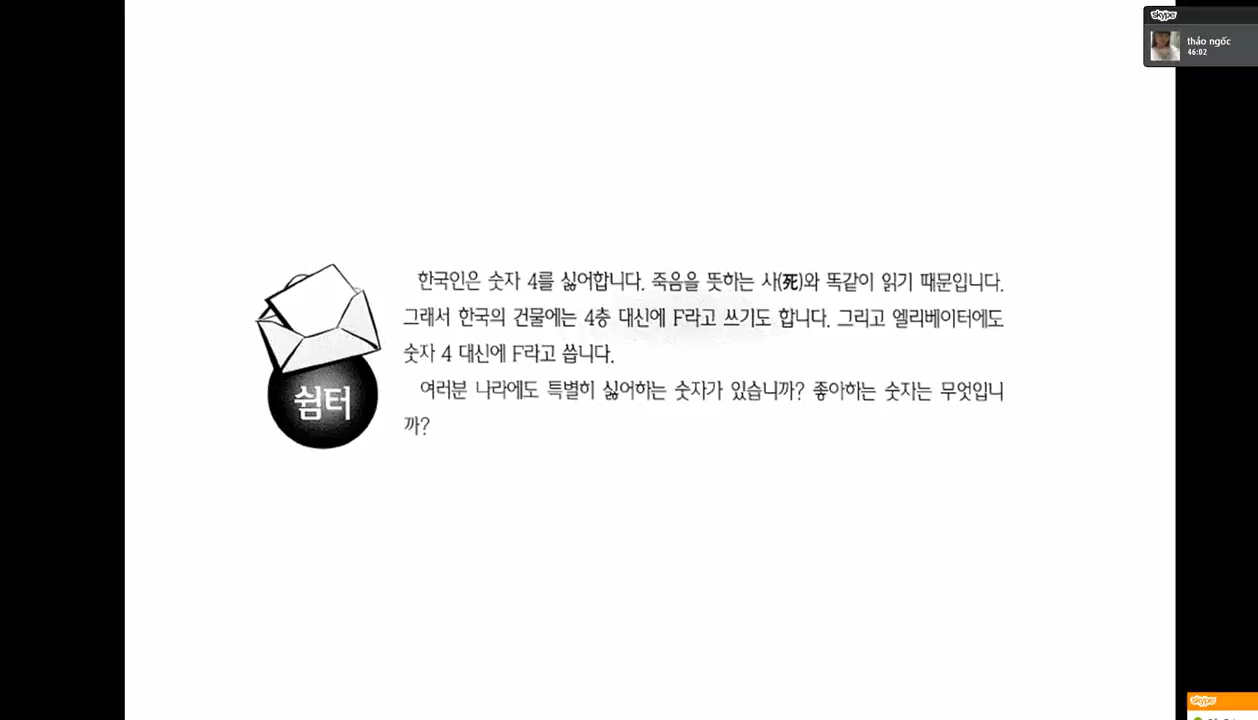 skype
thảo ngốc
46:02
한국인은 숫자 4를 싫어합니다. 죽음을 뜻하는 사(死)와 똑같이 읽기 때문입니다.
그래서 한국의 건물에는 4층 대신에 F라고 쓰기도 합니다. 그리고 엘리베이터에도
숫자 4 대신에 F라고 씁니다.
여러분 나라에도 특별히 싫어하는 숫자가 있습니까? 좋아하는 숫자는 무엇입니
까?
쉼터
skype